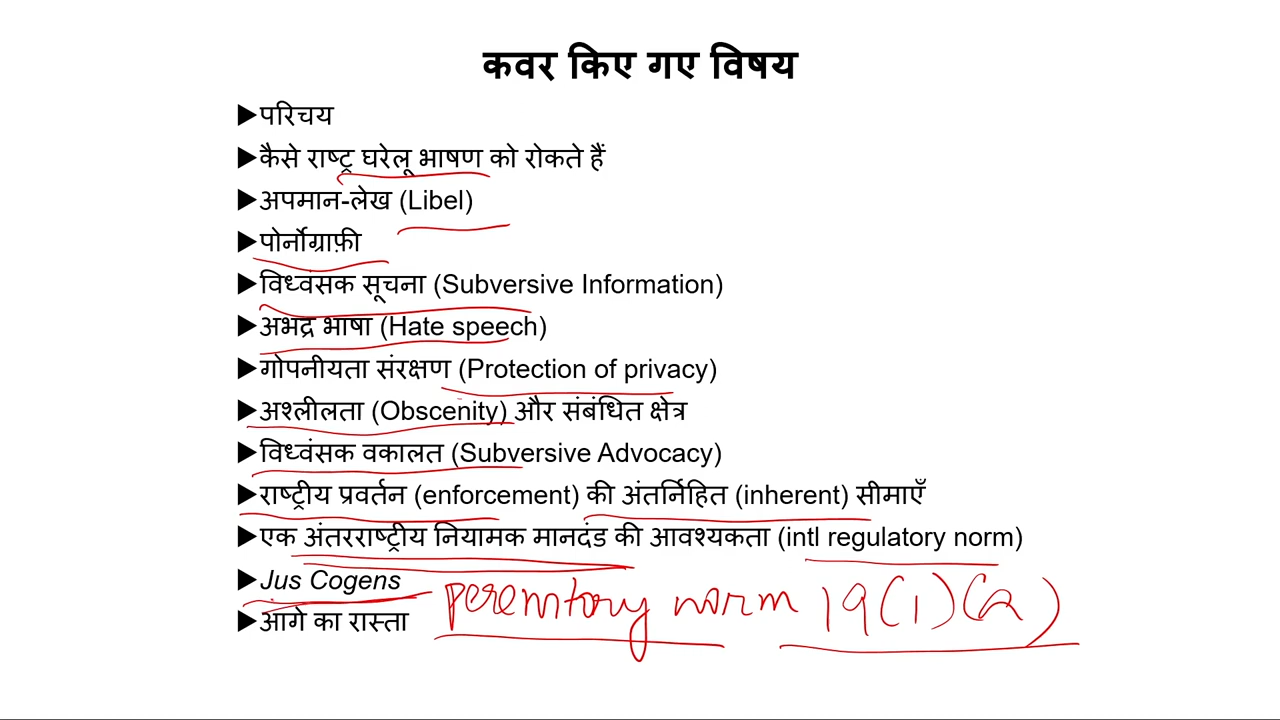 कवर किए गए विषय
▶परिचय
▶कैसे राष्ट्र घरेलू भाषण को रोकते हैं
▶अपमान-लेख (Libel)
▶पोर्नोग्राफ़ी
▶विध्वंसक सूचना (Subversive Information)
▶अभद्र भाषा (Hate speech)
▶गोपनीयता संरक्षण (Protection of privacy)
▶अश्लीलता (Obscenity) और संबंधित क्षेत्र
▶विध्वंसक वकालत (Subversive Advocacy)
▶राष्ट्रीय प्रवर्तन (enforcement) की अंतर्निहित (inherent) सीमाएँ
▶एक अंतरराष्ट्रीय नियामक मानदंड की आवश्यकता (intl regulatory norm)
▶Jus Cogens
peremtory norm 19(1)(a)
▶आगे का रास्ता